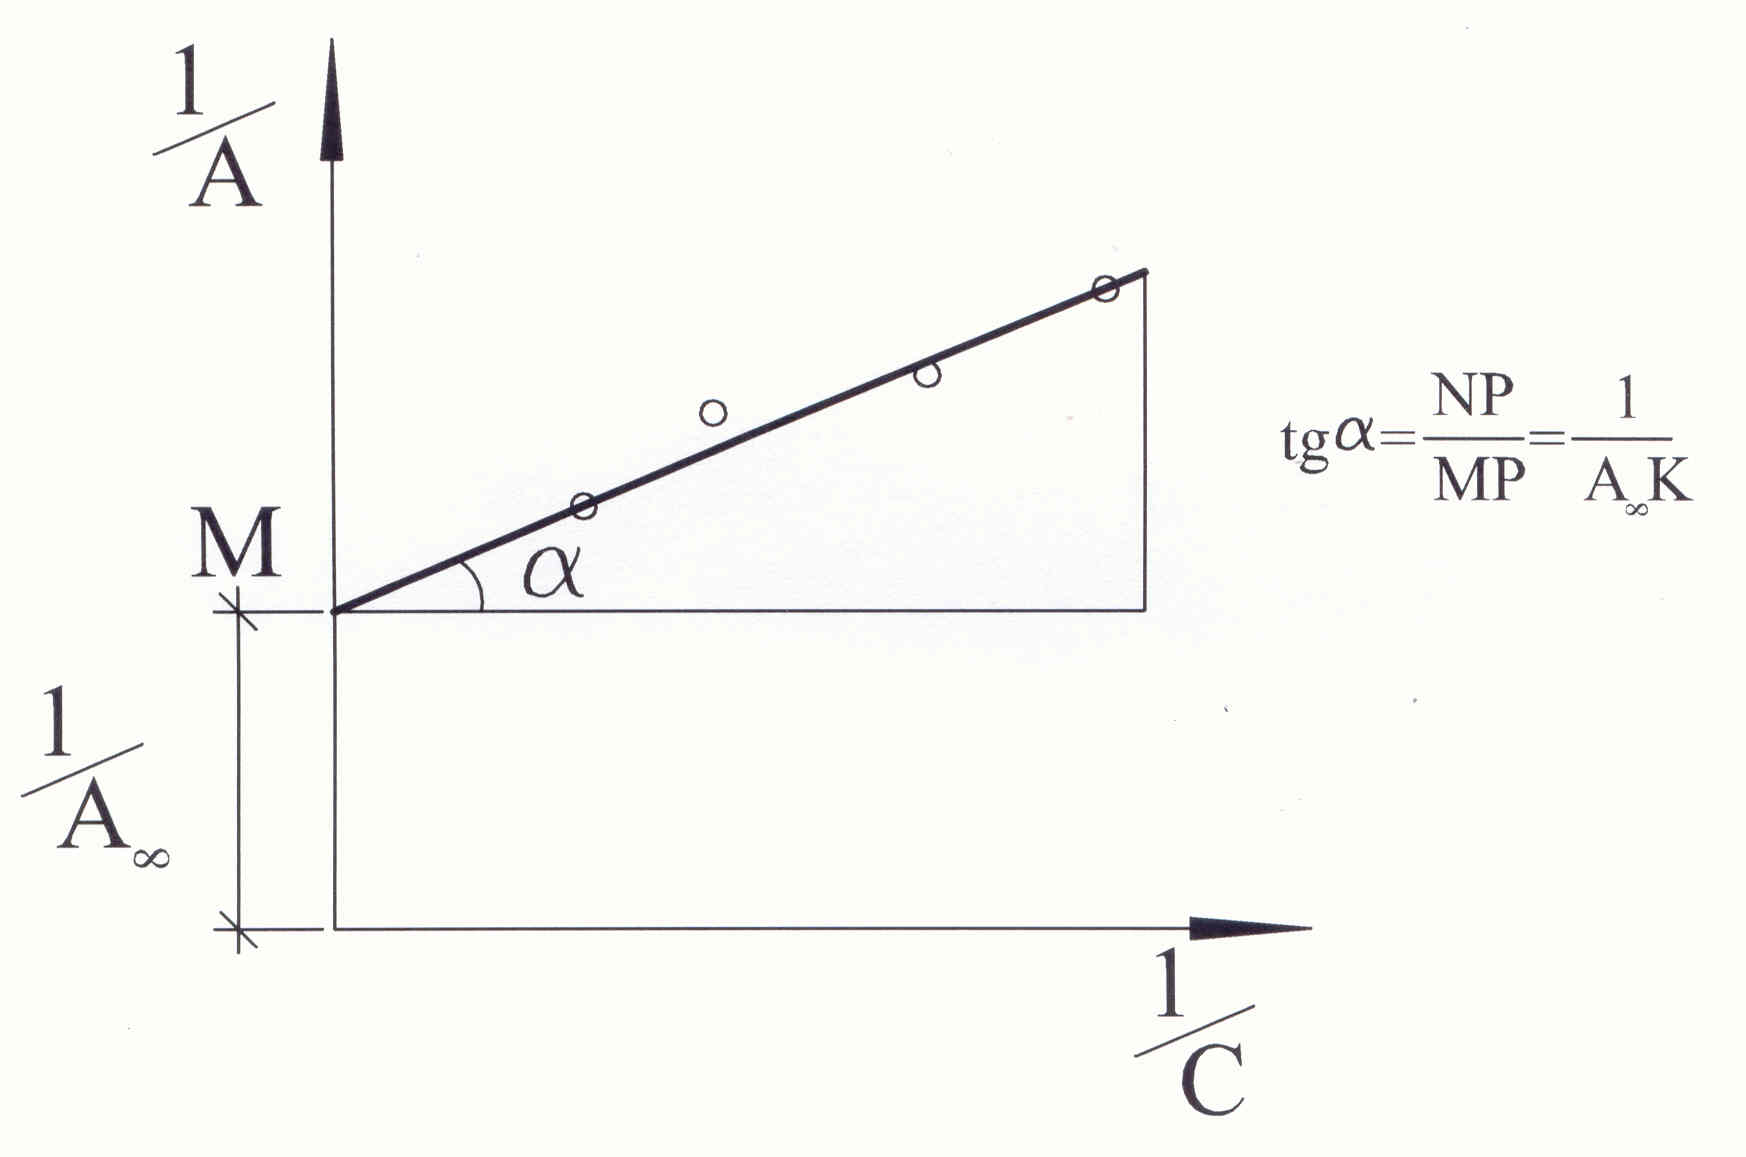 1/A
M
α
tgα=NP/MP=1/A∞K
1/A∞
1/C